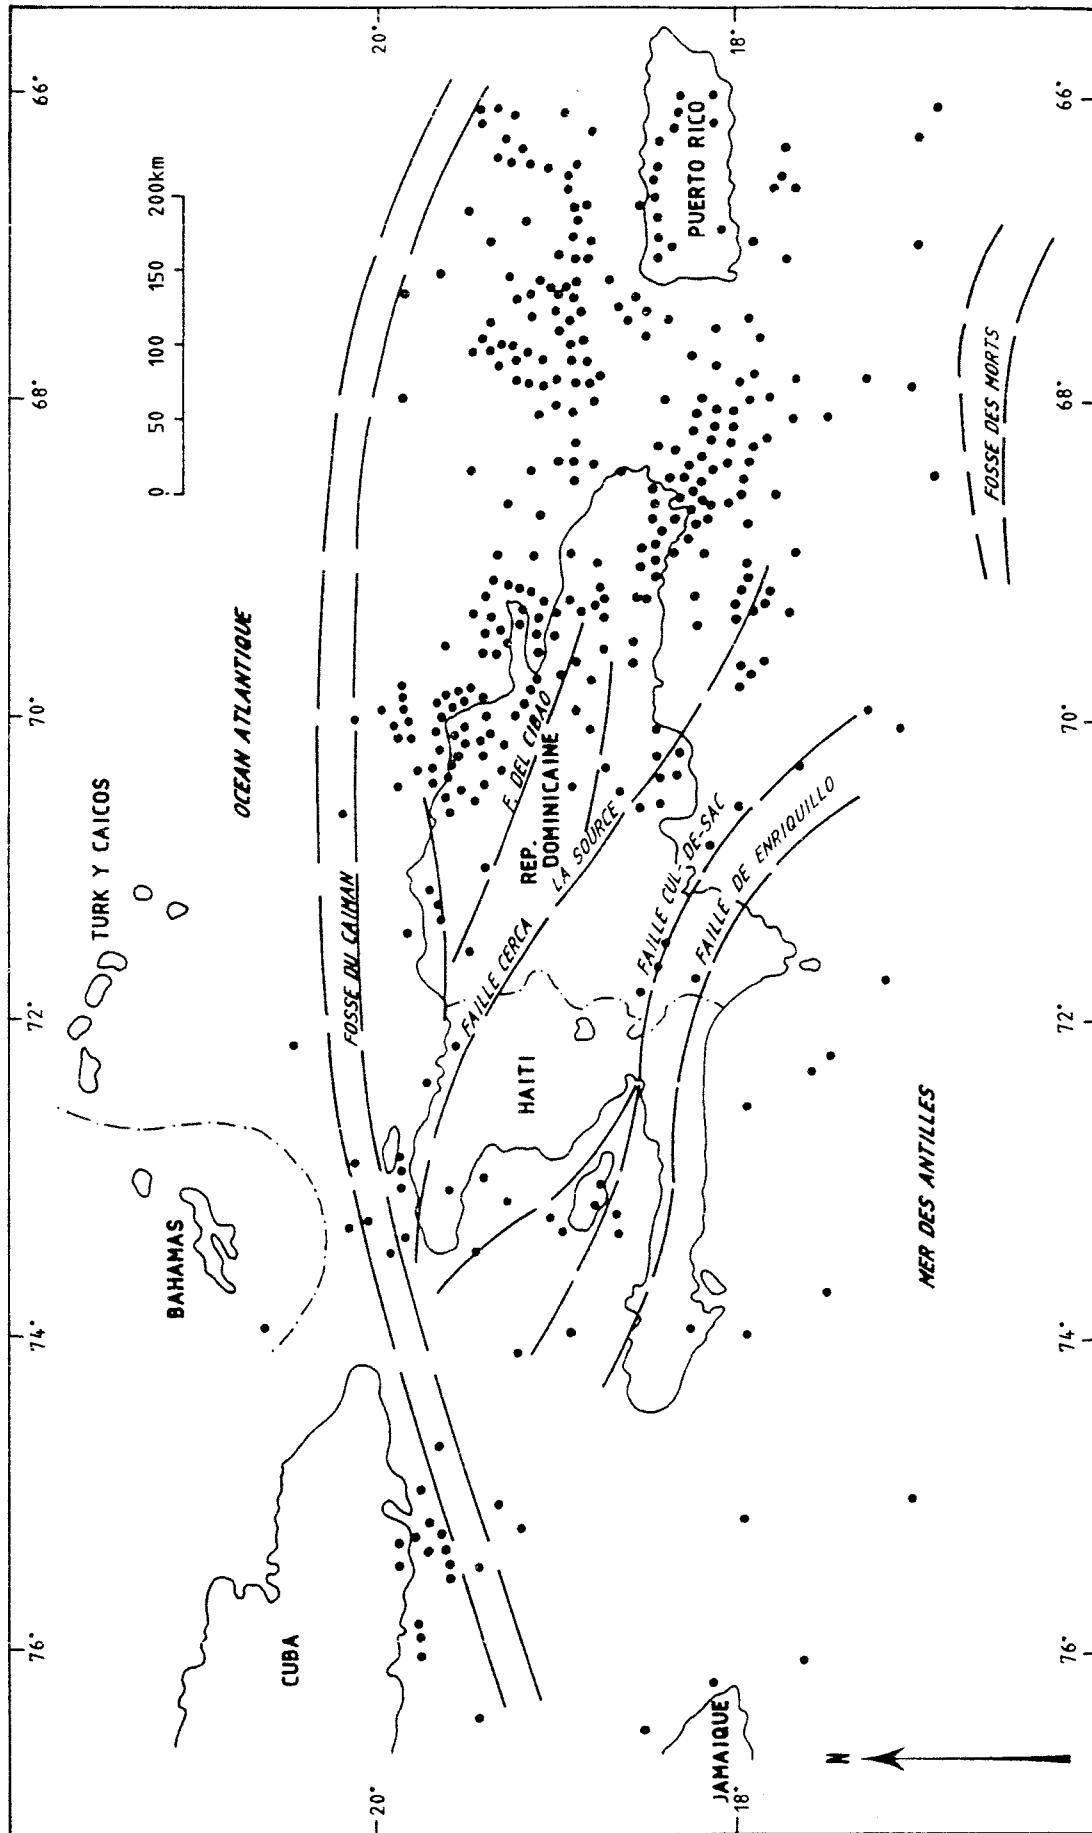 76°
74°
72°
70°
68°
66°
TURK Y CAICOS
BAHAMAS
OCEAN ATLANTIQUE
0 50 100 150 200km
CUBA
20°
20°
FOSSE DU CAIMAN
FAILLE CERCA LA SOURCE
F. DEL CIBAO
REP.
DOMINICAINE
HAITI
FAILLE CUL-DE-SAC
FAILLE DE ENRIQUILLO
PUERTO RICO
JAMAIQUE
18°
18°
N
MER DES ANTILLES
FOSSE DES MORTS
76°
74°
72°
70°
68°
66°